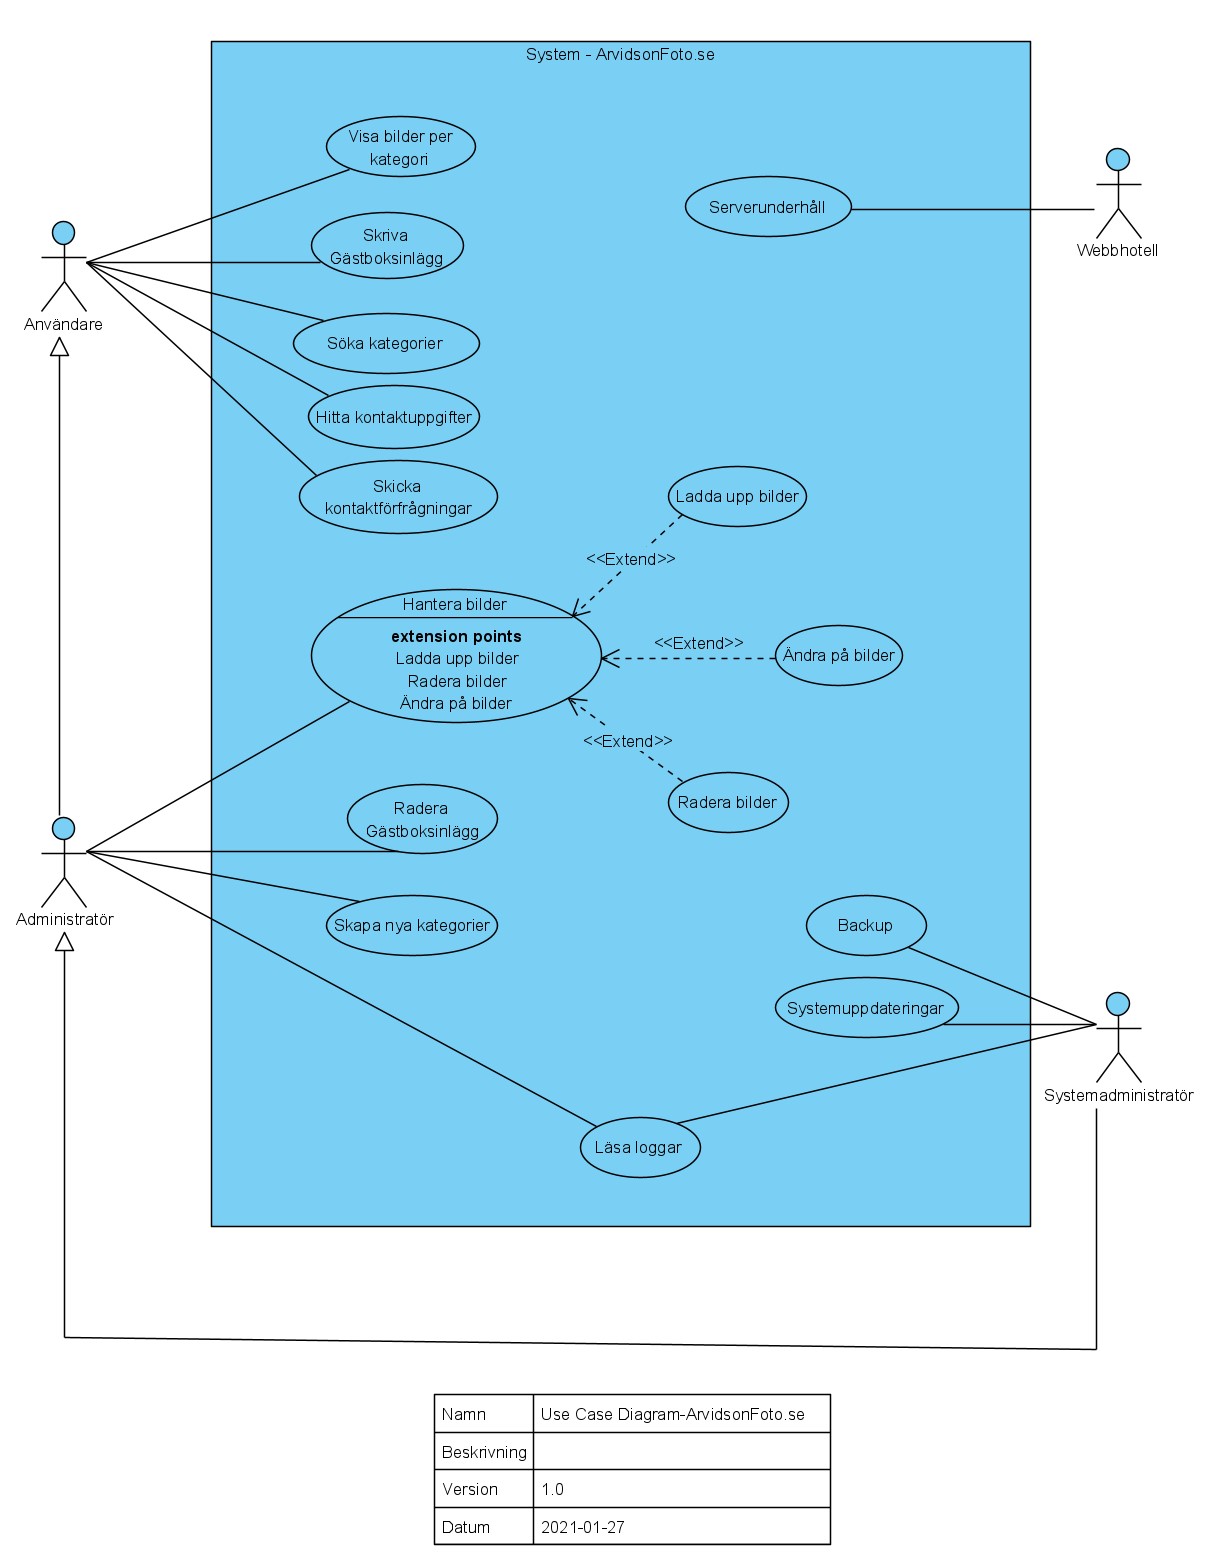 System - ArvidsonFoto.se
Visa bilder per
kategori
Serverunderhåll
Webbhotell
Skriva
Gästboksinlägg
Användare
Söka kategorier
Hitta kontaktuppgifter
Skicka
kontaktförfrågningar
Ladda upp bilder
<<Extend>>
Hantera bilder
extension points
Ladda upp bilder
Radera bilder
Ändra på bilder
<<Extend>>
Ändra på bilder
<<Extend>>
Radera bilder
Radera
Gästboksinlägg
Administratör
Skapa nya kategorier
Backup
Systemuppdateringar
Systemadministratör
Läsa loggar
Namn Use Case Diagram-ArvidsonFoto.se
Beskrivning
Version 1.0
Datum 2021-01-27